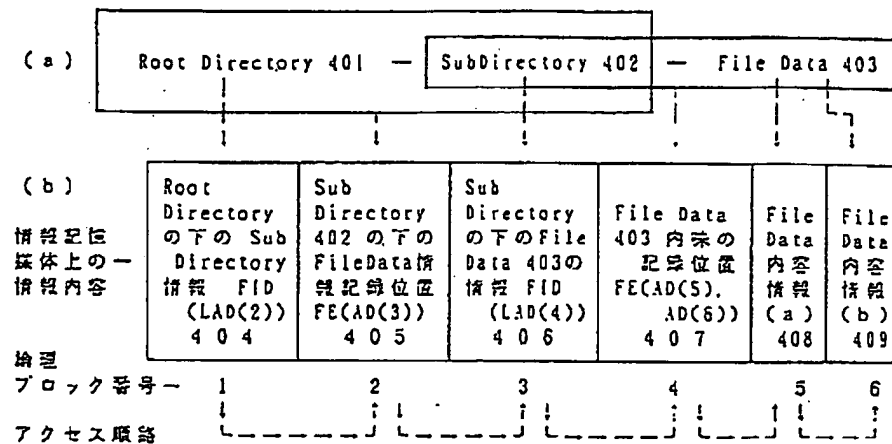 (a) Root Directory 401 — SubDirectory 402 — File Data 403
(b)
情報記憶
媒体上の—
情報内容
Root
Directory
の下の Sub
Directory
情報 FID
(LAD(2))
404
Sub
Directory
402 の下の
FileData情
報記録位置
FE(AD(3))
405
Sub
Directory
の下のFile
Data 403の
情報 FID
(LAD(4))
406
File Data
403 内容の
記録位置
FE(AD(5),
AD(6))
407
File
Data
内容
情報
(a)
408
File
Data
内容
情報
(b)
409
論理
ブロック番号— 1 2 3 4 5 6
アクセス順路